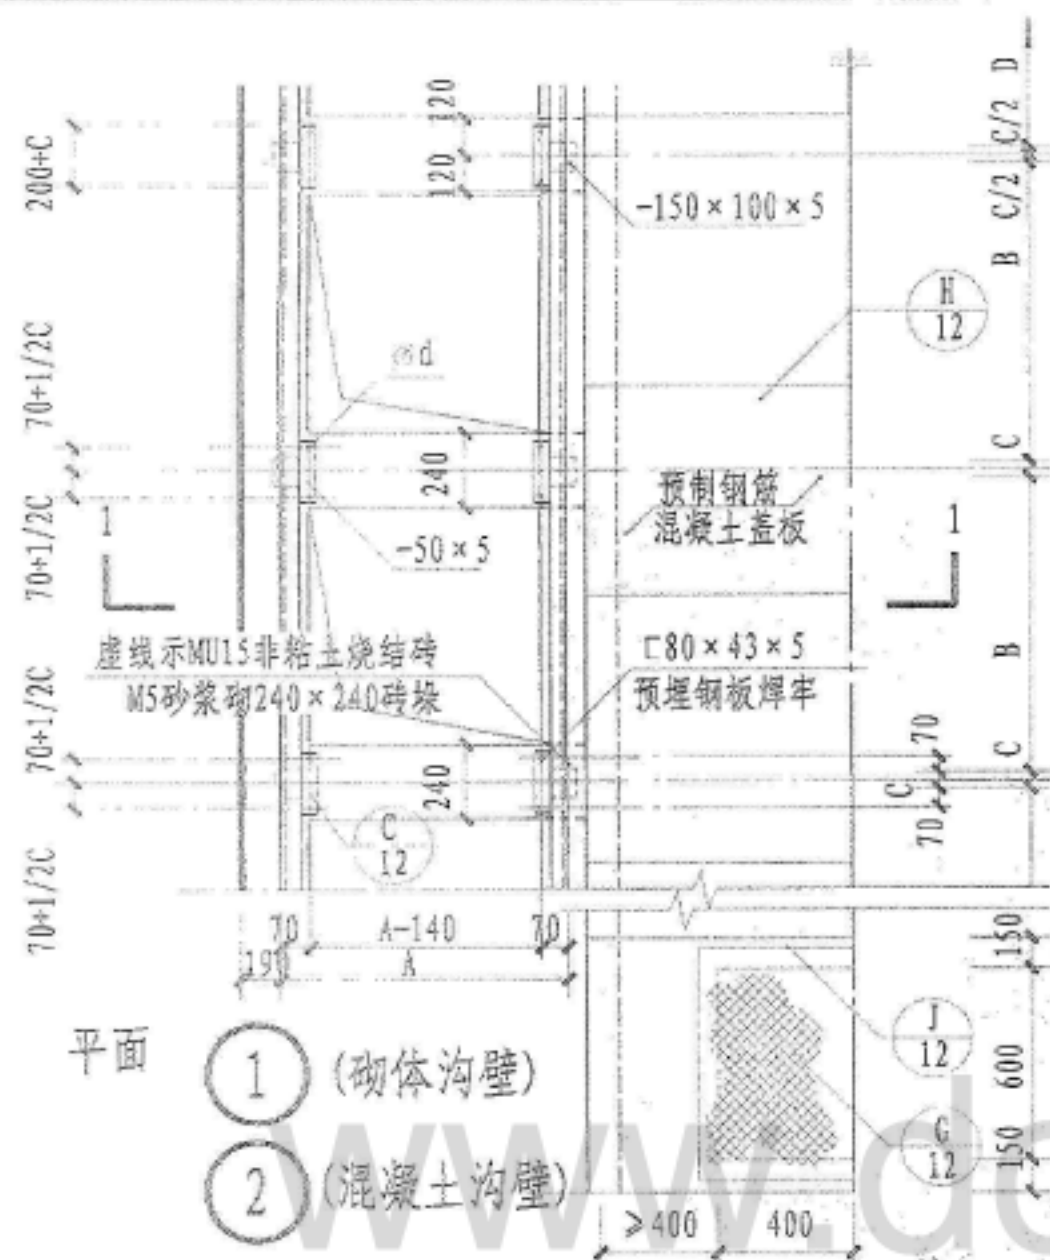 200+C
120
120
D
C/2
C/2
B
-150×100×5
H
12
70+1/2C
d
240
C
预制钢筋
混凝土盖板
-50×5
1
1
70+1/2C
虚线示MU15非粘土烧结砖
M5砂浆砌240×240砖垛
⊏80×43×5
预埋钢板焊牢
B
70+1/2C
240
70
C
C
70
C
12
70+1/2C
70
A-140
70
190
A
150
平面
1
(砌体沟壁)
J
12
600
2
(混凝土沟壁)
G
12
150
≥400
400
www.do